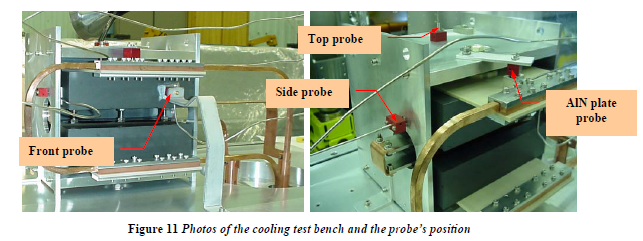 Top probe
Side probe
AlN plate
probe
Front probe
Figure 11 Photos of the cooling test bench and the probe's position